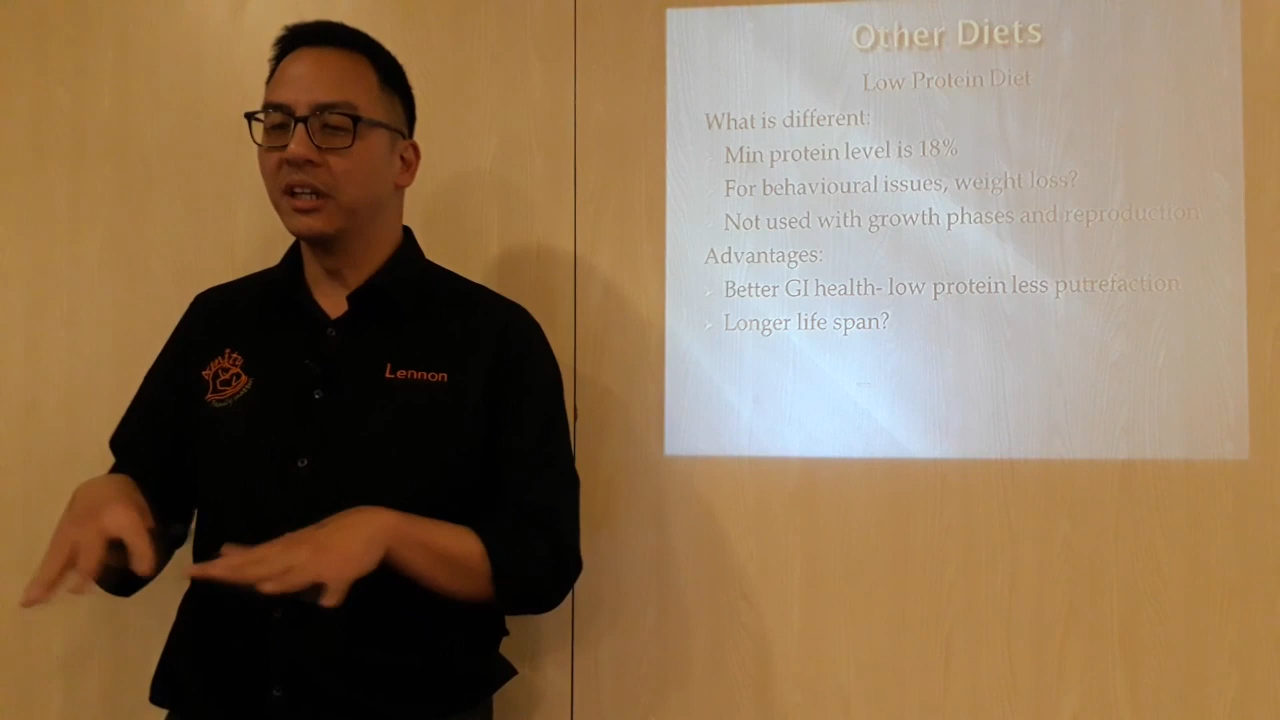 Other Diets
Low Protein Diet
What is different:
Min protein level is 18%
For behavioural issues, weight loss?
Not used with growth phases and reproduction
Advantages:
Better GI health- low protein less putrefaction
Longer life span?
Lennon